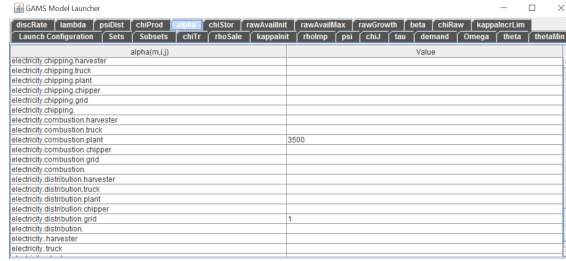 GAMS Model Launcher
discRate lambda psiDist chiProd alpha chiStor rawAvailInit rawAvailMax rawGrowth beta chiRaw kappaIncrLim
Launch Configuration Sets Subsets chiTr rhoSale kappaInit rhoImp psi chiJ tau demand Omega theta thetaMin
alpha(m,i,j) Value
electricity.chipping.harvester
electricity.chipping.truck
electricity.chipping.plant
electricity.chipping.chipper
electricity.chipping.grid
electricity.chipping.
electricity.combustion.harvester
electricity.combustion.truck
electricity.combustion.plant 3500
electricity.combustion.chipper
electricity.combustion.grid
electricity.combustion.
electricity.distribution.harvester
electricity.distribution.truck
electricity.distribution.plant
electricity.distribution.chipper
electricity.distribution.grid 1
electricity.distribution.
electricity..harvester
electricity..truck